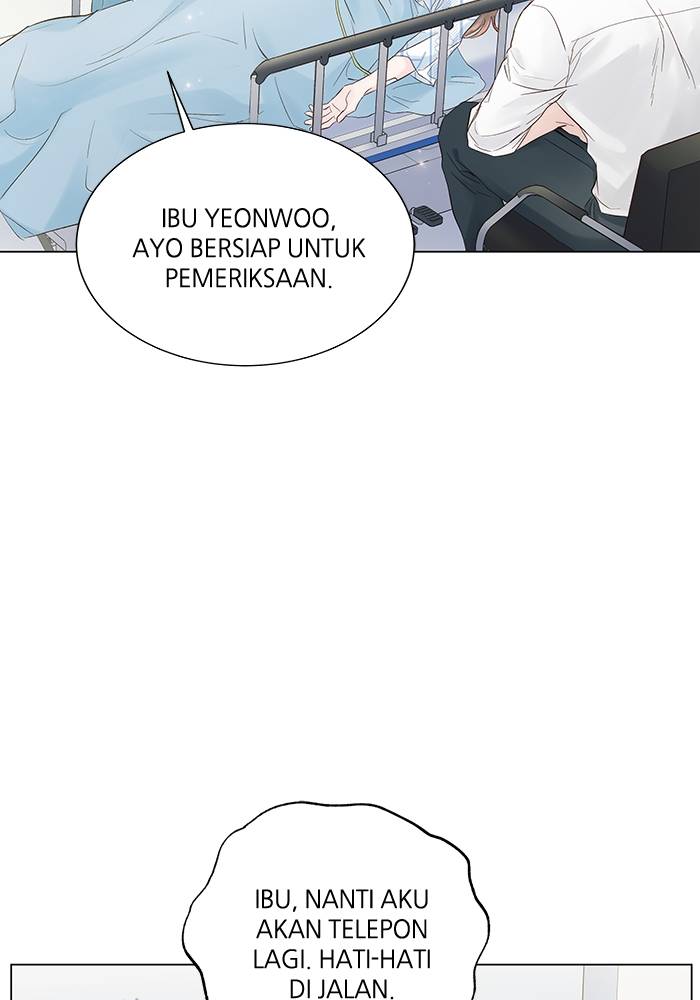 IBU YEONWOO,
AYO BERSIAP UNTUK
PEMERIKSAAN.
IBU, NANTI AKU
AKAN TELEPON
LAGI. HATI-HATI
DI JALAN.